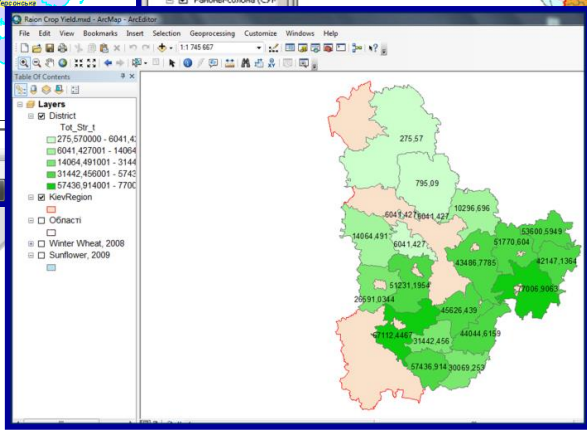 Raion Crop Yield.mxd - ArcMap - ArcEditor
File Edit View Bookmarks Insert Selection Geoprocessing Customize Windows Help
1:1 745 667
Table Of Contents
Layers
District
Tot_Str_t
275,570000 - 6041,4
6041,427001 - 14064
14064,491001 - 3144
31442,456001 - 5743
57436,914001 - 7700
KievRegion
Області
Winter Wheat, 2008
Sunflower, 2009
275,57
795,09
10296,696
6041,427
6041,427
14064,491
6041,427
53600,5949
51770,604
43486,7785
42147,1364
51231,1954
77006,9063
26591,0344
45626,439
67112,4467
44044,6159
31442,456
57436,914
30069,253